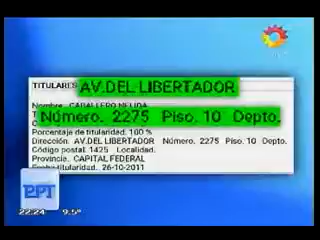 TITULARES
AV.DEL LIBERTADOR
Nombre. CABALLERO NELIDA
Número. 2275 Piso. 10 Depto.
Porcentaje de titularidad. 100 %
Dirección: AV.DEL LIBERTADOR Número. 2275 Piso. 10 Depto.
Código postal: 1425 Localidad.
Provincia. CAPITAL FEDERAL
Fecha titularidad. 26-10-2011
PPT
22:24 9.5°